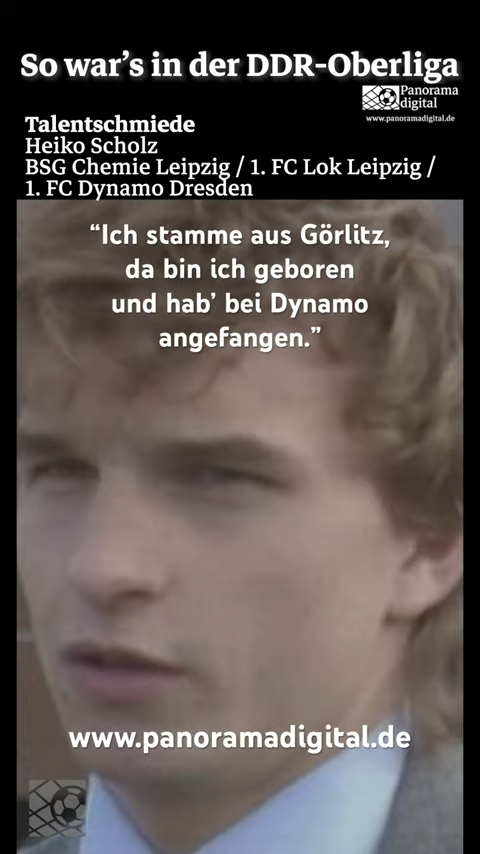 So war’s in der DDR-Oberliga
Panorama
digital
www.panoramadigital.de
Talentschmiede
Heiko Scholz
BSG Chemie Leipzig / 1. FC Lok Leipzig /
1. FC Dynamo Dresden
“Ich stamme aus Görlitz,
da bin ich geboren
und hab’ bei Dynamo
angefangen.”
www.panoramadigital.de